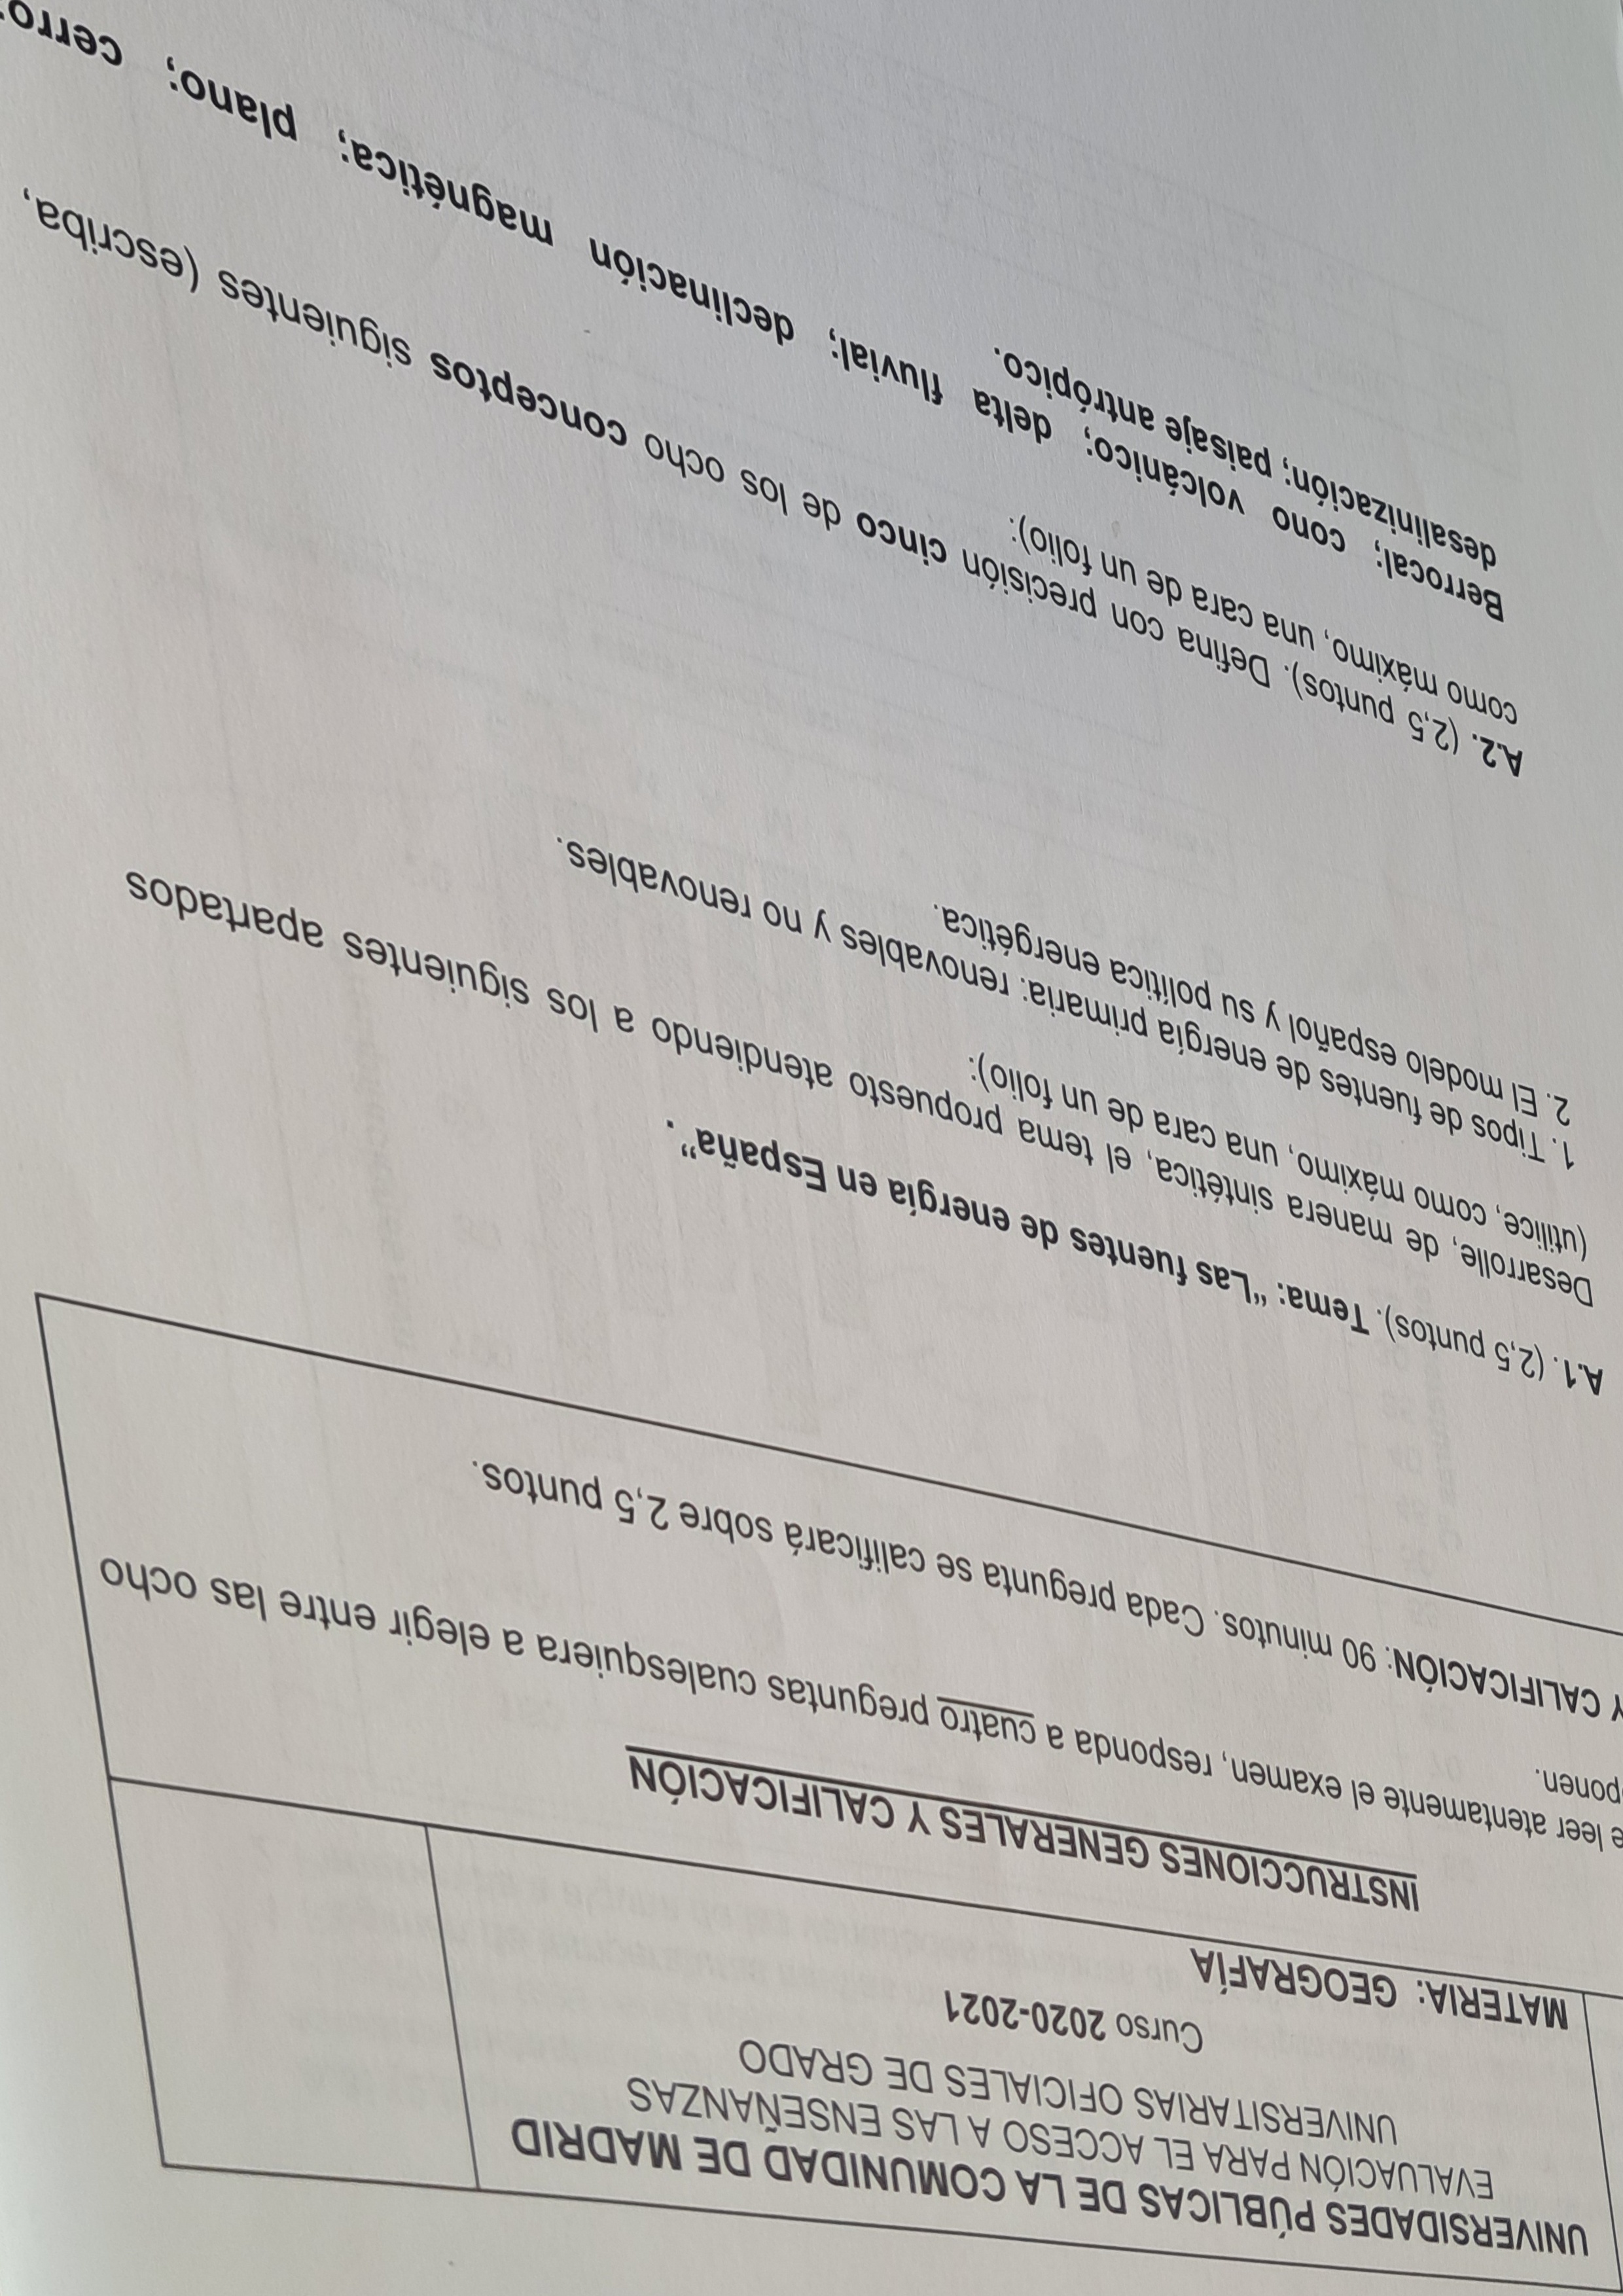 UNIVERSIDADES PÚBLICAS DE LA COMUNIDAD DE MADRID
EVALUACIÓN PARA EL ACCESO A LAS ENSEÑANZAS
UNIVERSITARIAS OFICIALES DE GRADO
Curso 2020-2021
MATERIA: GEOGRAFÍA
INSTRUCCIONES GENERALES Y CALIFICACIÓN
e leer atentamente el examen, responda a cuatro preguntas cualesquiera a elegir entre las ocho
ponen.
Y CALIFICACIÓN: 90 minutos. Cada pregunta se calificará sobre 2,5 puntos.
A.1. (2,5 puntos). Tema: "Las fuentes de energía en España".
Desarrolle, de manera sintética, el tema propuesto atendiendo a los siguientes apartados
(utilice, como máximo, una cara de un folio):
1. Tipos de fuentes de energía primaria: renovables y no renovables.
2. El modelo español y su política energética.
A.2. (2,5 puntos). Defina con precisión cinco de los ocho conceptos siguientes (escriba,
como máximo, una cara de un folio):
Berrocal; cono volcánico; delta fluvial; declinación magnética; plano; cerro;
desalinización; paisaje antrópico.